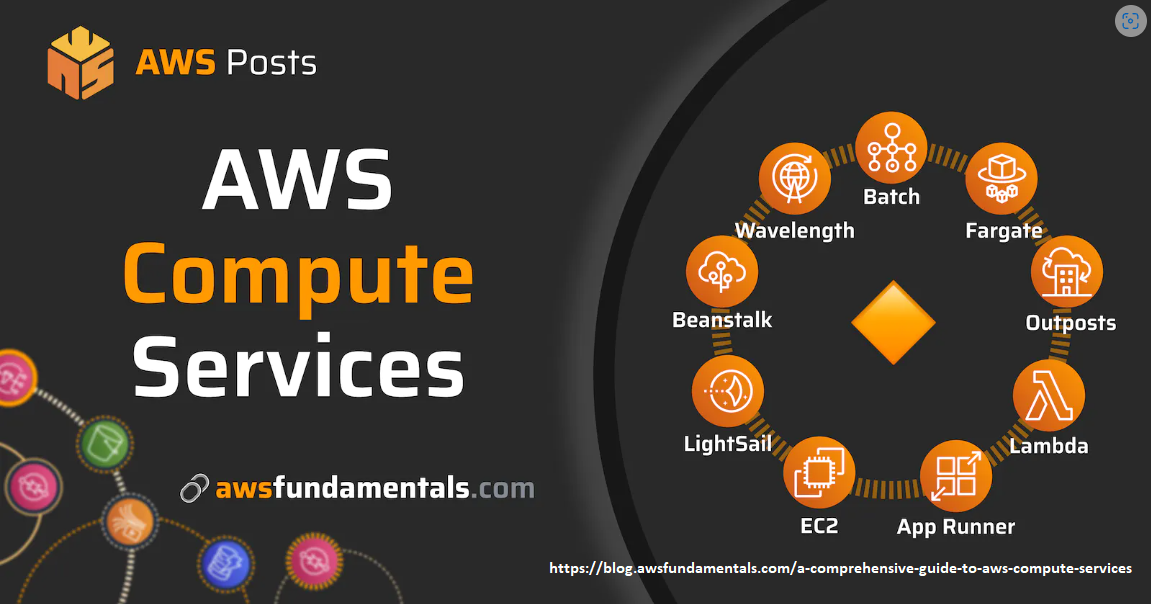 AWS Posts
AWS
Compute
Services
awsfundamentals.com
Batch
Wavelength
Fargate
Beanstalk
Outposts
LightSail
Lambda
EC2
App Runner
https://blog.awsfundamentals.com/a-comprehensive-guide-to-aws-compute-services